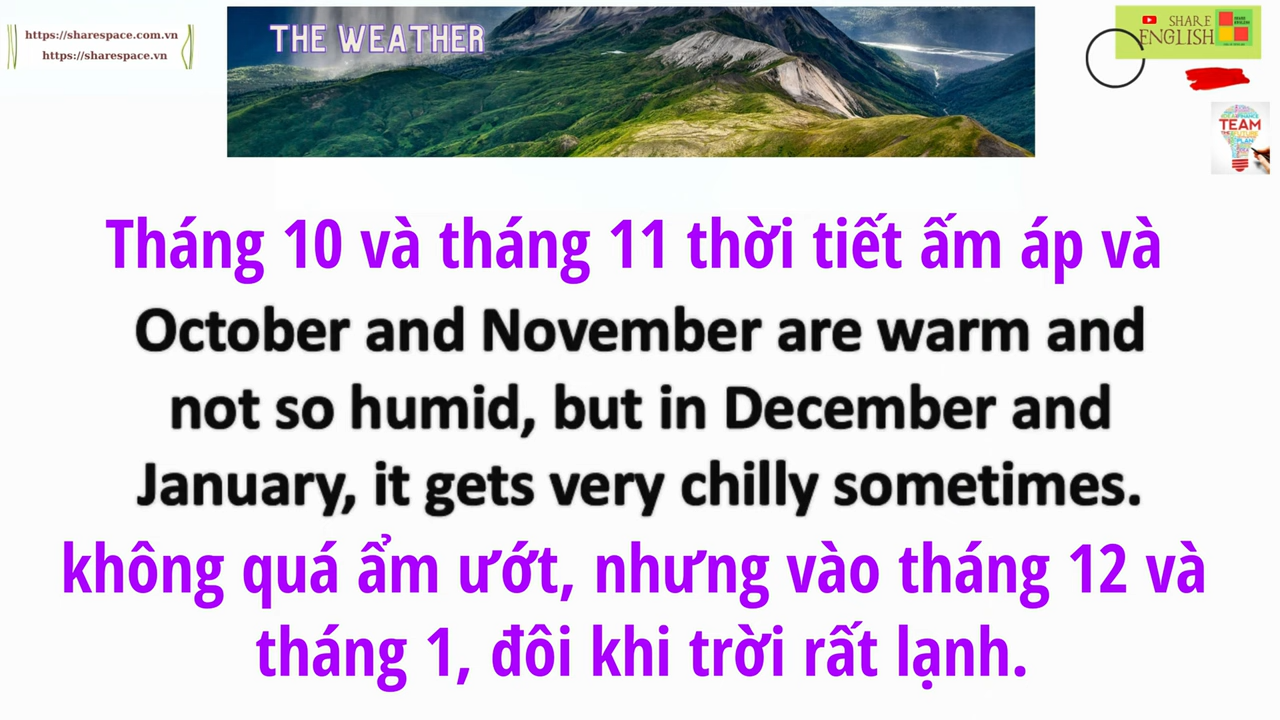 https://sharespace.com.vn
https://sharespace.vn
THE WEATHER
SHARE
ENGLISH
TEAM
PLAN
Tháng 10 và tháng 11 thời tiết ấm áp và
October and November are warm and
not so humid, but in December and
January, it gets very chilly sometimes.
không quá ẩm ướt, nhưng vào tháng 12 và
tháng 1, đôi khi trời rất lạnh.